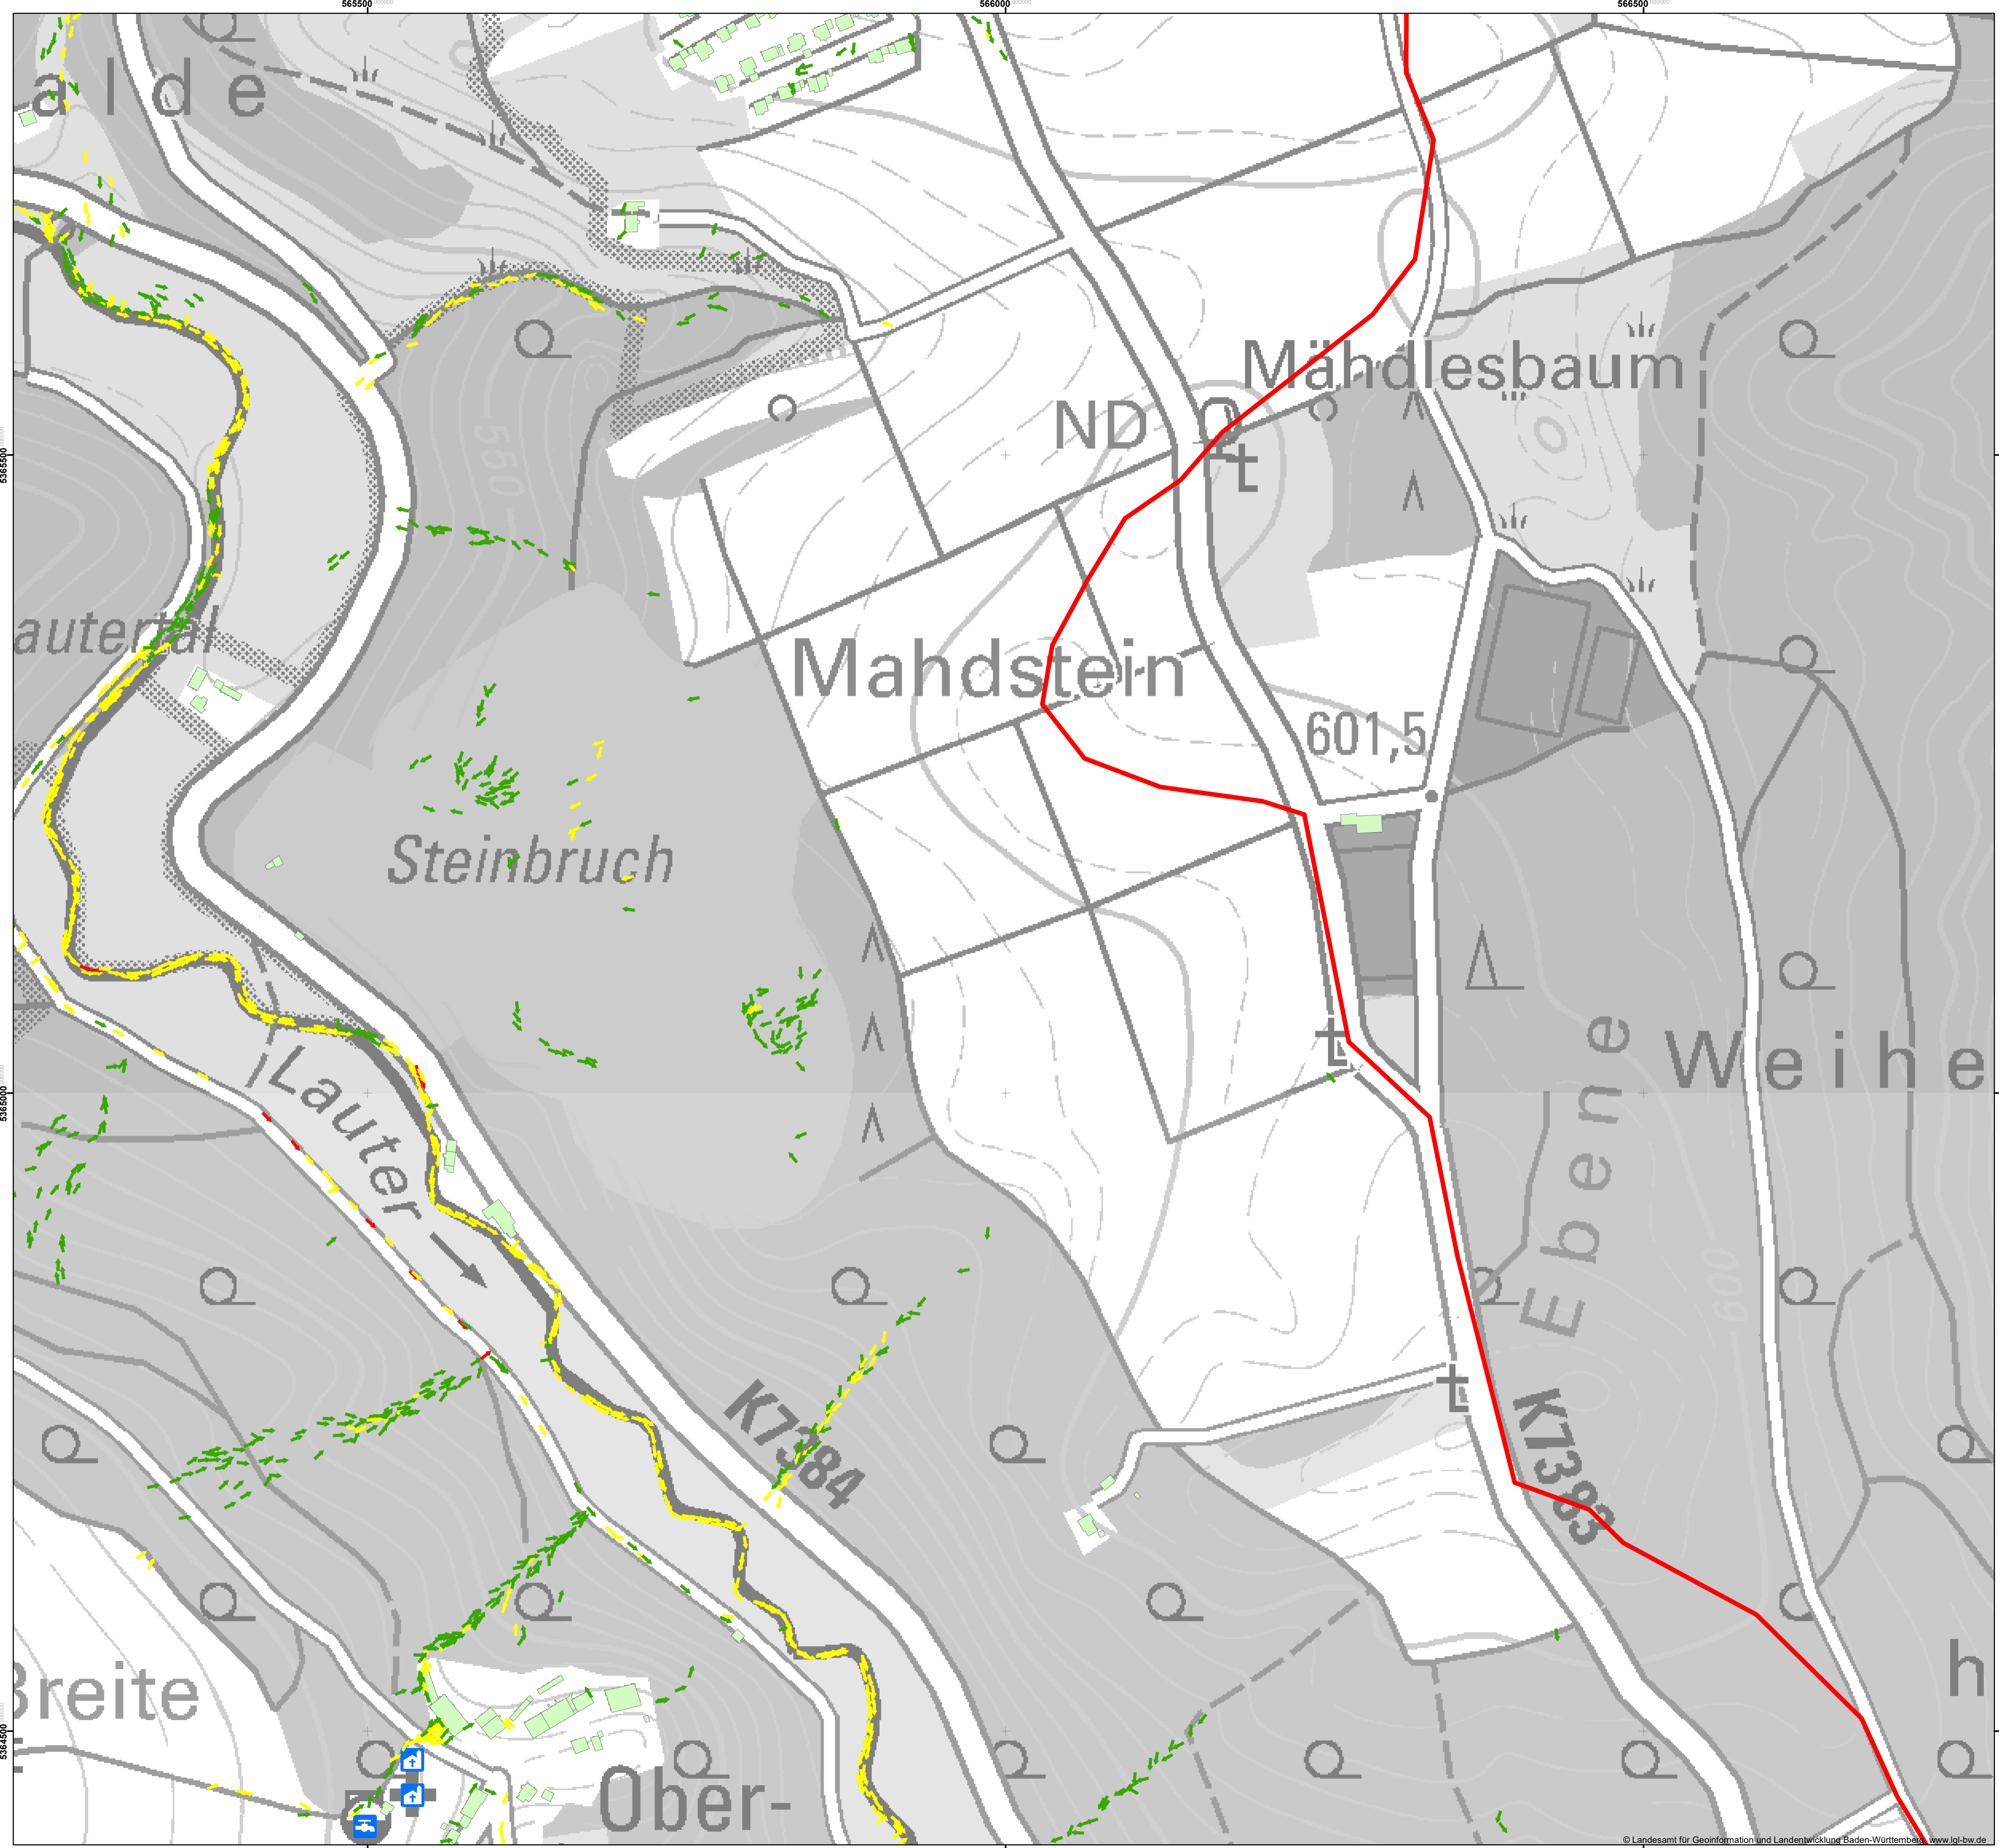 565500
566000
566500
alde
Mähdlesbaum
ND
5365500
autertal
Mahdstein
601,5
550
Steinbruch
Lauter
5365000
Weihe
Ebene
600
K7384
K7383
Breite
h
5364500
Ober-
© Landesamt für Geoinformation und Landentwicklung Baden-Württemberg, www.lgl-bw.de